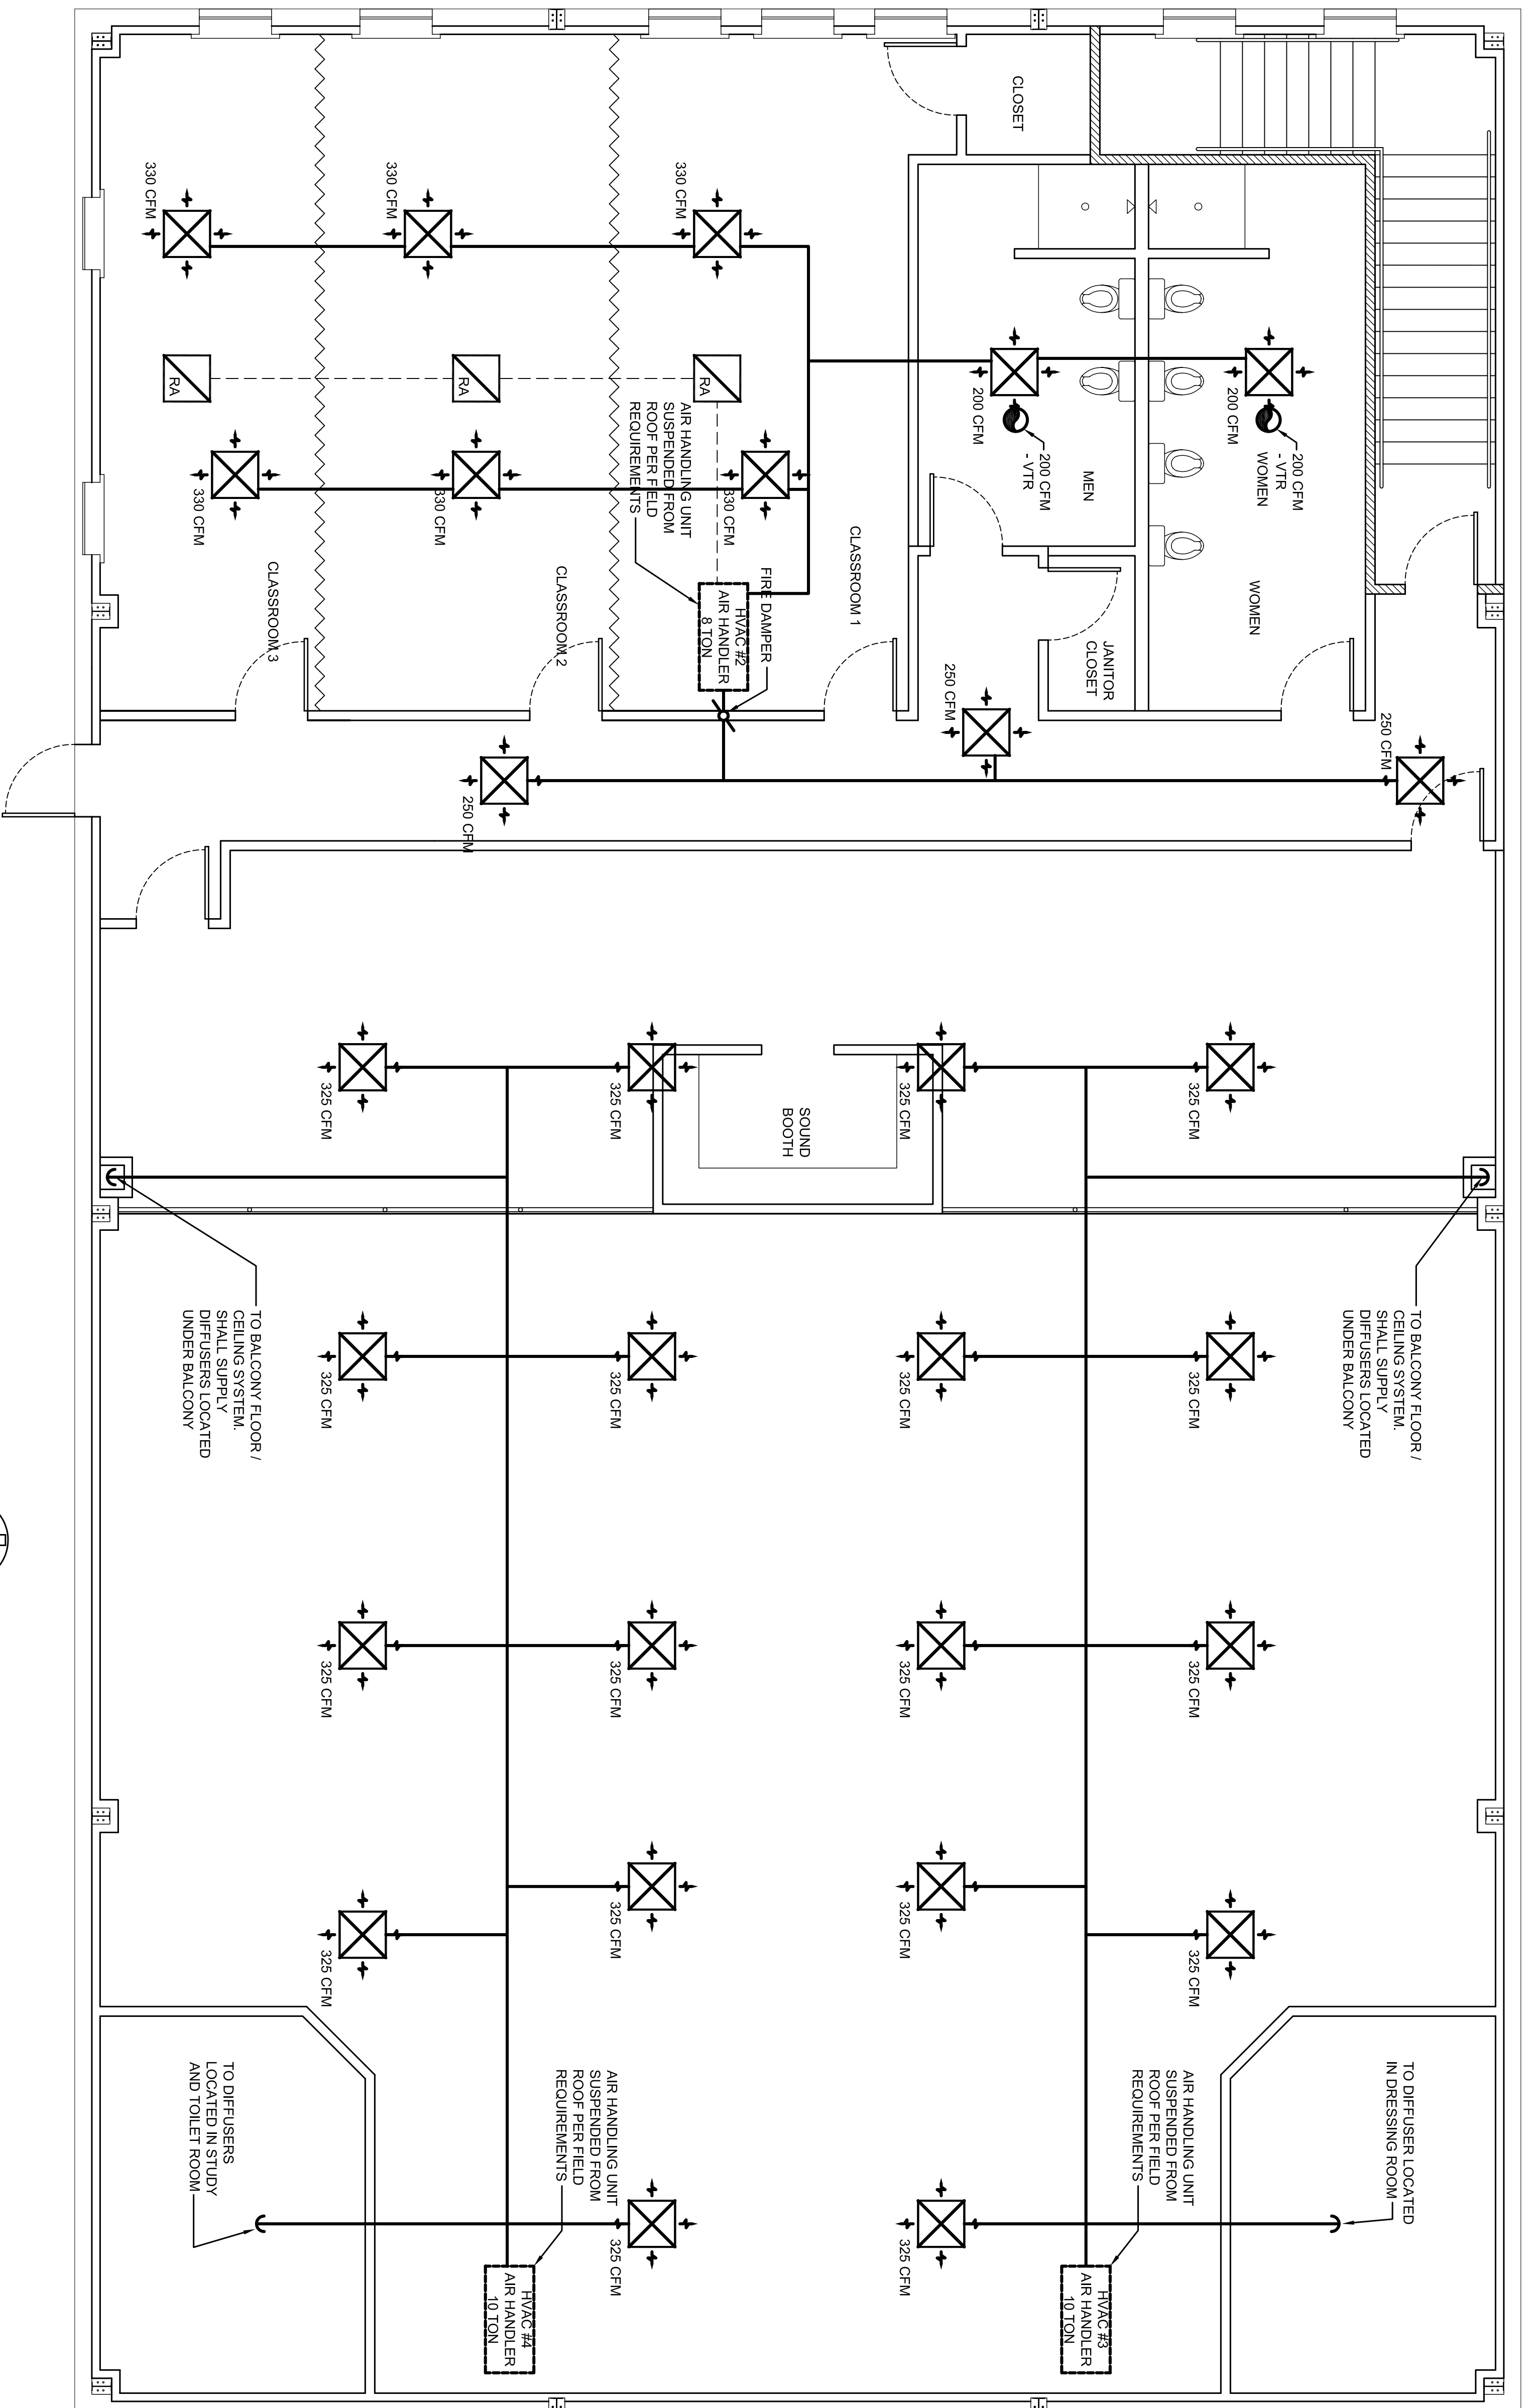 CLOSET
330 CFM
330 CFM
330 CFM
RA
RA
RA
200 CFM
200 CFM
200 CFM
- VTR
WOMEN
200 CFM
- VTR
MEN
WOMEN
AIR HANDLING UNIT
SUSPENDED FROM
ROOF PER FIELD
REQUIREMENTS
330 CFM
330 CFM
330 CFM
CLASSROOM 1
CLASSROOM 2
CLASSROOM 3
FIRE DAMPER
HVAC #2
AIR HANDLER
8 TON
JANITOR
CLOSET
250 CFM
250 CFM
250 CFM
325 CFM
325 CFM
325 CFM
325 CFM
SOUND
BOOTH
TO BALCONY FLOOR /
CEILING SYSTEM.
SHALL SUPPLY
DIFFUSERS LOCATED
UNDER BALCONY
TO BALCONY FLOOR /
CEILING SYSTEM.
SHALL SUPPLY
DIFFUSERS LOCATED
UNDER BALCONY
325 CFM
325 CFM
325 CFM
325 CFM
325 CFM
325 CFM
325 CFM
325 CFM
325 CFM
325 CFM
325 CFM
325 CFM
TO DIFFUSER LOCATED
IN DRESSING ROOM
AIR HANDLING UNIT
SUSPENDED FROM
ROOF PER FIELD
REQUIREMENTS
AIR HANDLING UNIT
SUSPENDED FROM
ROOF PER FIELD
REQUIREMENTS
TO DIFFUSERS
LOCATED IN STUDY
AND TOILET ROOM
325 CFM
325 CFM
HVAC #3
AIR HANDLER
10 TON
HVAC #4
AIR HANDLER
10 TON